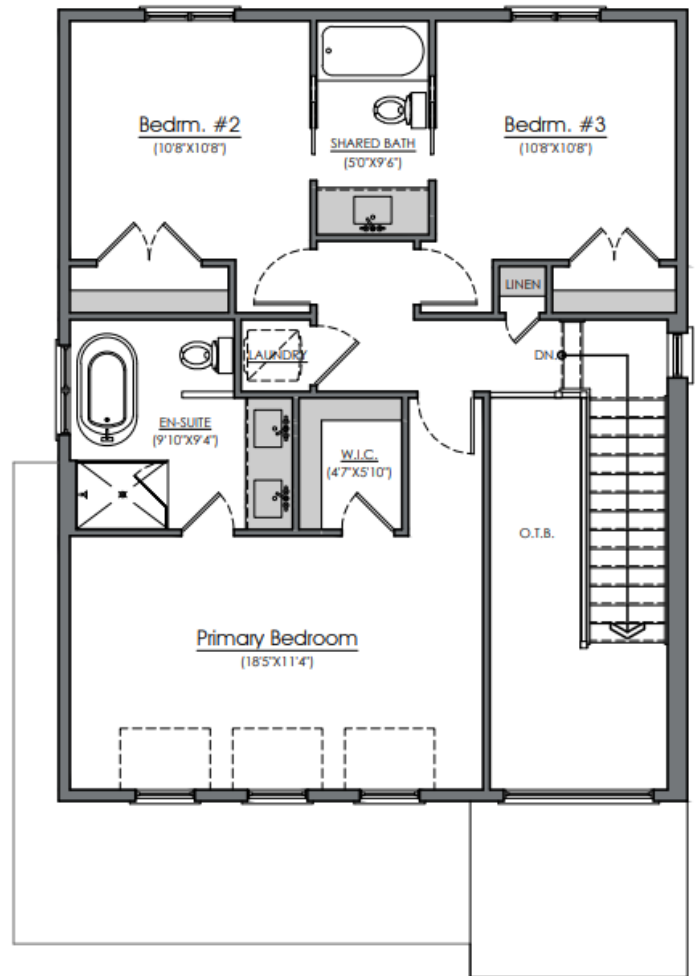 Bedrm. #2
(10'8"X10'8")
SHARED BATH
(5'0"X9'6")
Bedrm. #3
(10'8"X10'8")
LINEN
LAUNDRY
DN.
EN-SUITE
(9'10"X9'4")
W.I.C.
(4'7"X5'10")
O.T.B.
Primary Bedroom
(18'5"X11'4")